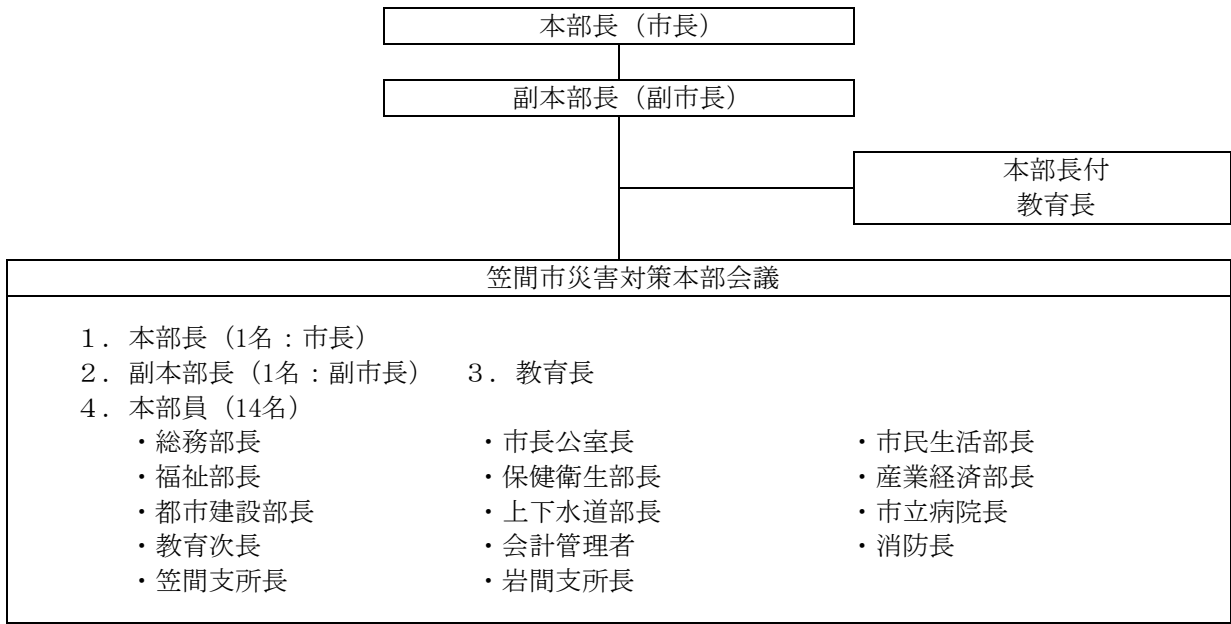 本部長（市長）
副本部長（副市長）
本部長付
教育長
笠間市災害対策本部会議
１．本部長（1名：市長）
２．副本部長（1名：副市長）　３．教育長
４．本部員（14名）
・総務部長　・市長公室長　・市民生活部長
・福祉部長　・保健衛生部長　・産業経済部長
・都市建設部長　・上下水道部長　・市立病院長
・教育次長　・会計管理者　・消防長
・笠間支所長　・岩間支所長